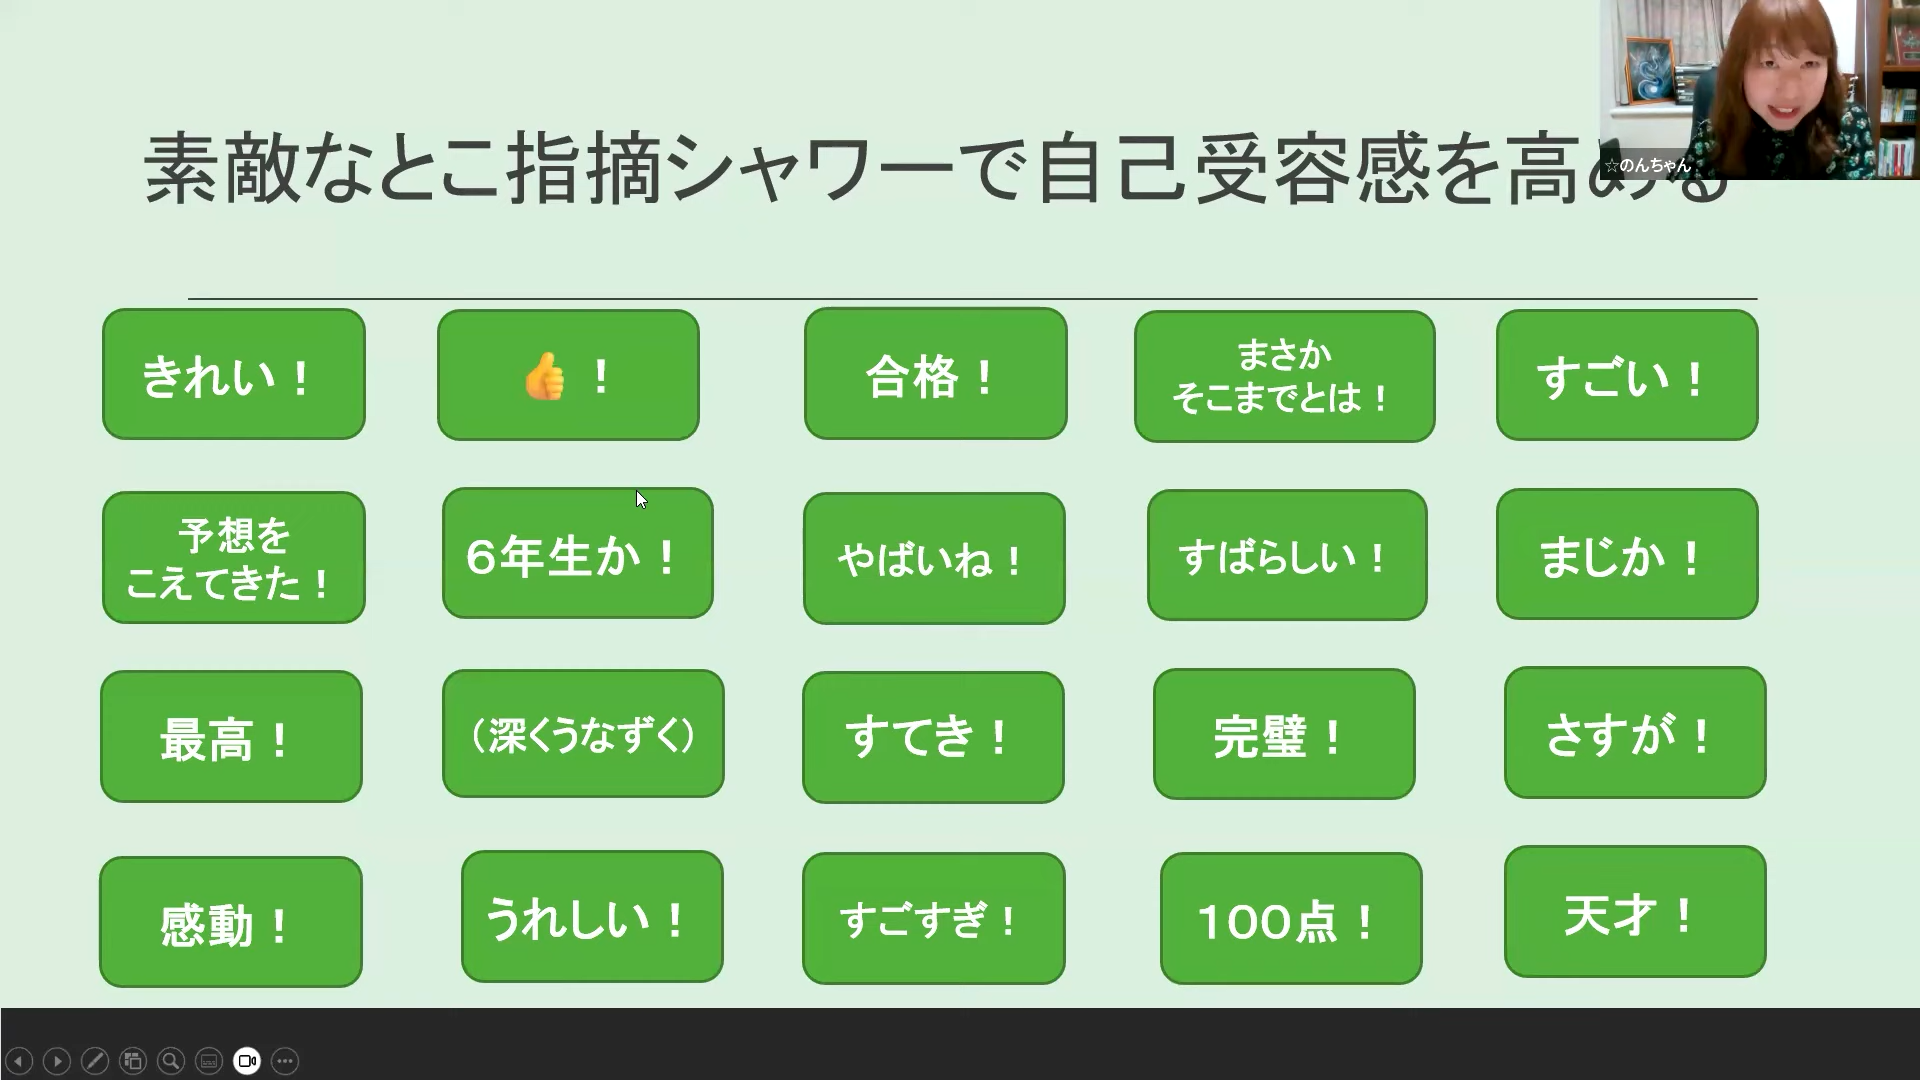 素敵なとこ指摘シャワーで自己受容感を高める
☆のんちゃん
きれい！
👍！
合格！
まさか
そこまでとは！
すごい！
予想を
こえてきた！
６年生か！
やばいね！
すばらしい！
まじか！
最高！
（深くうなずく）
すてき！
完璧！
さすが！
感動！
うれしい！
すごすぎ！
１００点！
天才！